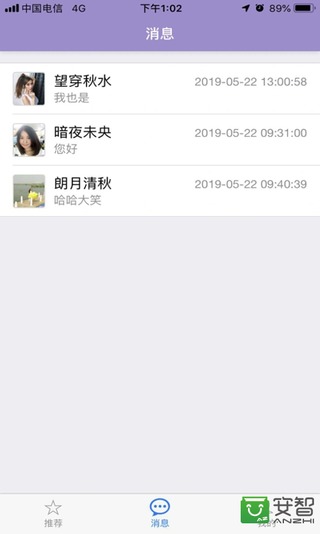 中国电信 4G 下午1:02 89%
消息
望穿秋水 2019-05-22 13:00:58
我也是
暗夜未央 2019-05-22 09:31:00
您好
朗月清秋 2019-05-22 09:40:39
哈哈大笑
推荐 消息 我的
安智
ANZHI